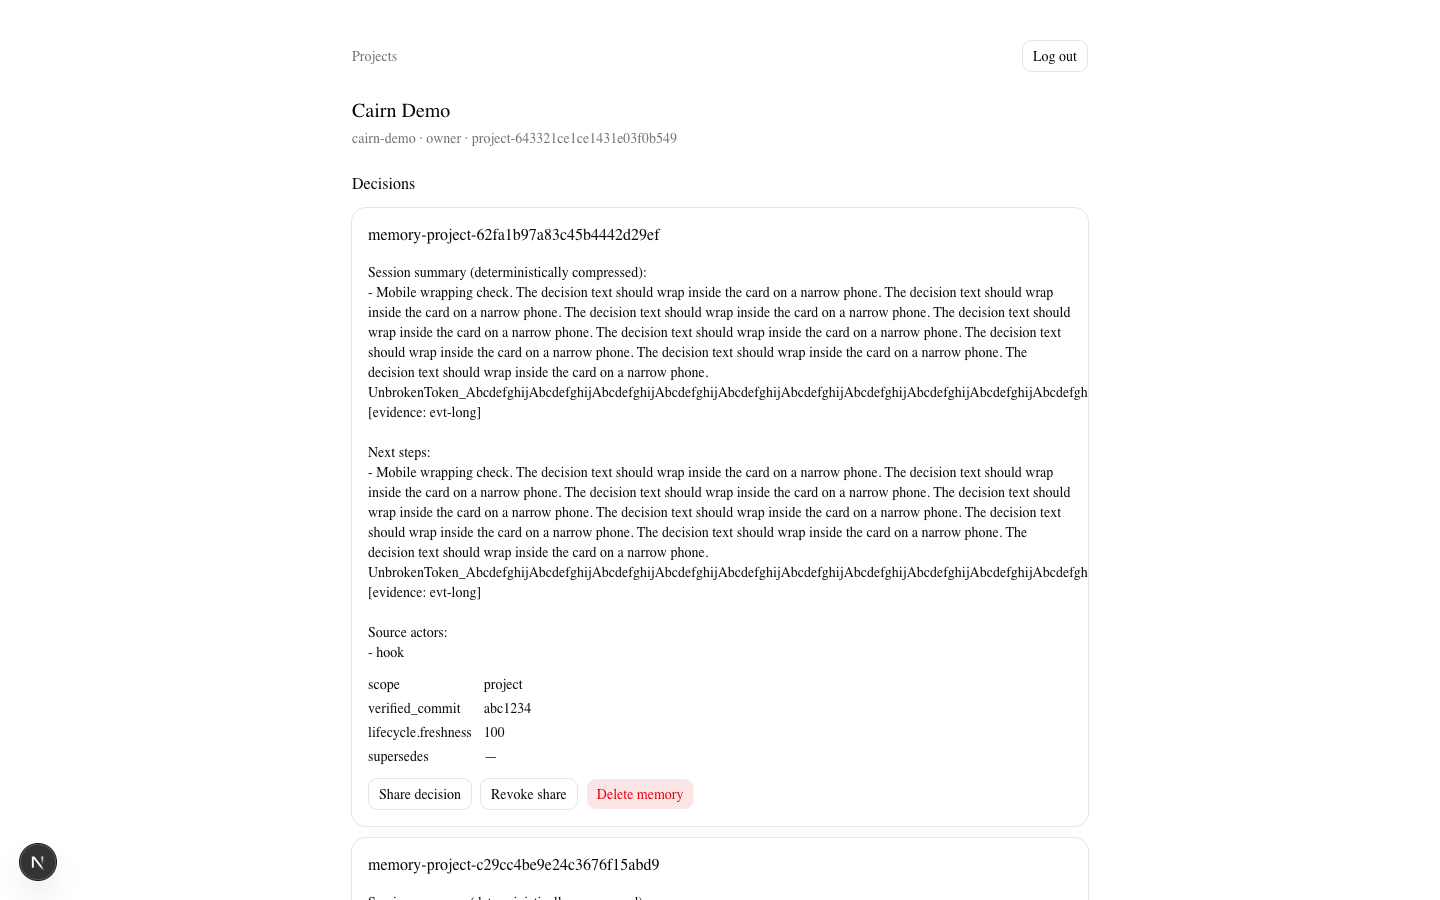 Projects
Log out
Cairn Demo
cairn-demo · owner · project-643321ce1ce1431e03f0b549
Decisions
memory-project-62fa1b97a83c45b4442d29ef
Session summary (deterministically compressed):
- Mobile wrapping check. The decision text should wrap inside the card on a narrow phone. The decision text should wrap
inside the card on a narrow phone. The decision text should wrap inside the card on a narrow phone. The decision text should
wrap inside the card on a narrow phone. The decision text should wrap inside the card on a narrow phone. The decision text
should wrap inside the card on a narrow phone. The decision text should wrap inside the card on a narrow phone. The
decision text should wrap inside the card on a narrow phone.
UnbrokenToken_AbcdefghijAbcdefghijAbcdefghijAbcdefghijAbcdefghijAbcdefghijAbcdefghijAbcdefghijAbcdefghijAbcdefgh
[evidence: evt-long]
Next steps:
- Mobile wrapping check. The decision text should wrap inside the card on a narrow phone. The decision text should wrap
inside the card on a narrow phone. The decision text should wrap inside the card on a narrow phone. The decision text should
wrap inside the card on a narrow phone. The decision text should wrap inside the card on a narrow phone. The decision text
should wrap inside the card on a narrow phone. The decision text should wrap inside the card on a narrow phone. The
decision text should wrap inside the card on a narrow phone.
UnbrokenToken_AbcdefghijAbcdefghijAbcdefghijAbcdefghijAbcdefghijAbcdefghijAbcdefghijAbcdefghijAbcdefghijAbcdefgh
[evidence: evt-long]
Source actors:
- hook
scope project
verified_commit abc1234
lifecycle.freshness 100
supersedes —
Share decision Revoke share Delete memory
N
memory-project-c29cc4be9e24c3676f15abd9